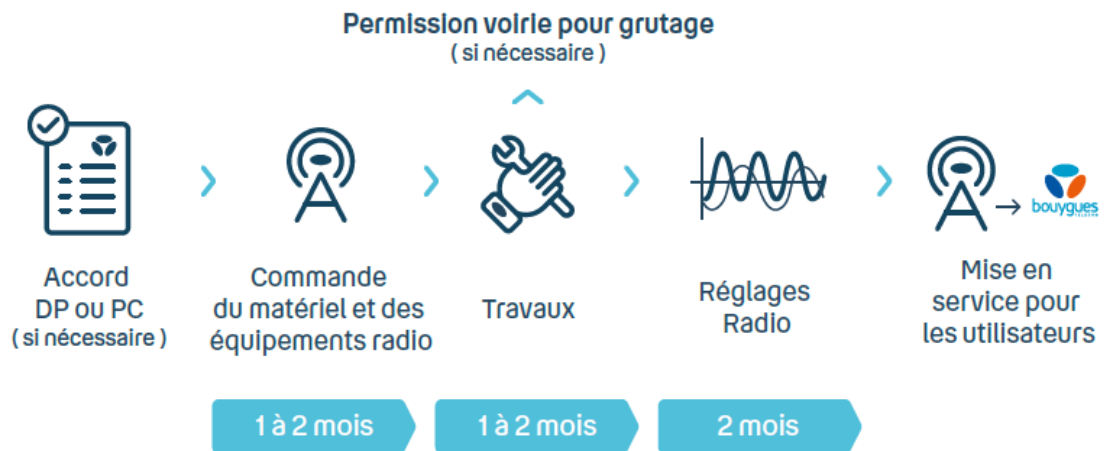 Permission voirie pour grutage
( si nécessaire )
Accord
DP ou PC
( si nécessaire )
Commande
du matériel et des
équipements radio
Travaux
Réglages
Radio
bouygues
TELECOM
Mise en
service pour
les utilisateurs
1 à 2 mois
1 à 2 mois
2 mois